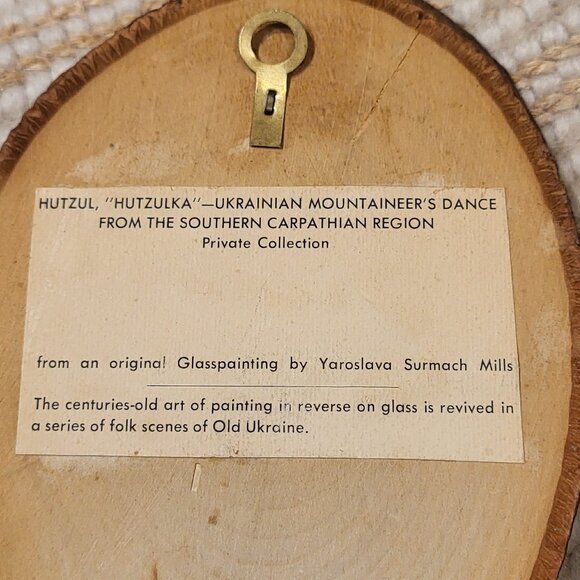 HUTZUL, "HUTZULKA"—UKRAINIAN MOUNTAINEER'S DANCE
FROM THE SOUTHERN CARPATHIAN REGION
Private Collection
from an original Glasspainting by Yaroslava Surmach Mills
The centuries-old art of painting in reverse on glass is revived in
a series of folk scenes of Old Ukraine.